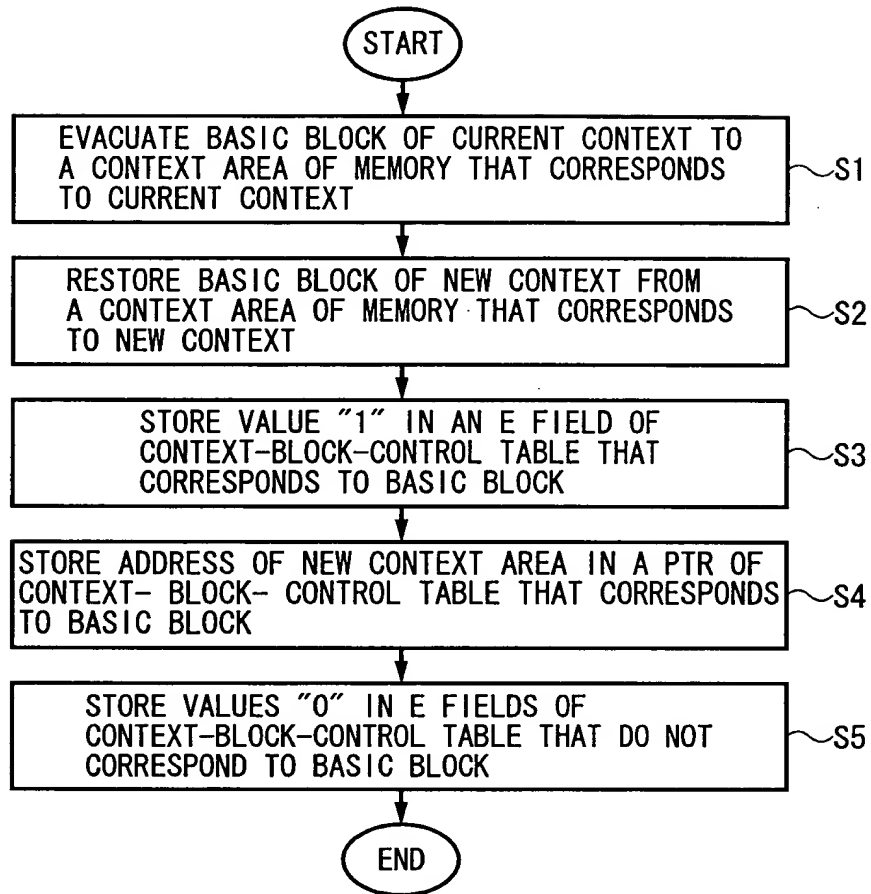 START
EVACUATE BASIC BLOCK OF CURRENT CONTEXT TO
A CONTEXT AREA OF MEMORY THAT CORRESPONDS
TO CURRENT CONTEXT
S1
RESTORE BASIC BLOCK OF NEW CONTEXT FROM
A CONTEXT AREA OF MEMORY THAT CORRESPONDS
TO NEW CONTEXT
S2
STORE VALUE "1" IN AN E FIELD OF
CONTEXT-BLOCK-CONTROL TABLE THAT
CORRESPONDS TO BASIC BLOCK
S3
STORE ADDRESS OF NEW CONTEXT AREA IN A PTR OF
CONTEXT- BLOCK- CONTROL TABLE THAT CORRESPONDS
TO BASIC BLOCK
S4
STORE VALUES "0" IN E FIELDS OF
CONTEXT-BLOCK-CONTROL TABLE THAT DO NOT
CORRESPOND TO BASIC BLOCK
S5
END